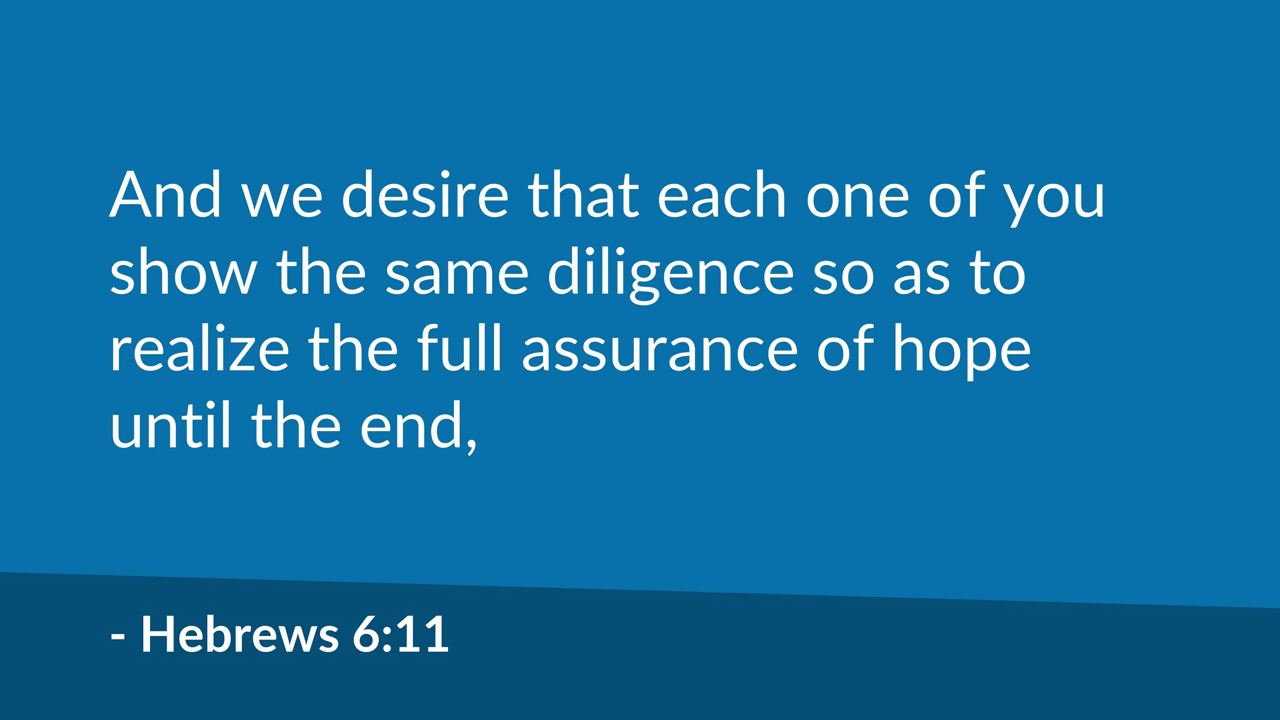 And we desire that each one of you
show the same diligence so as to
realize the full assurance of hope
until the end,
- Hebrews 6:11